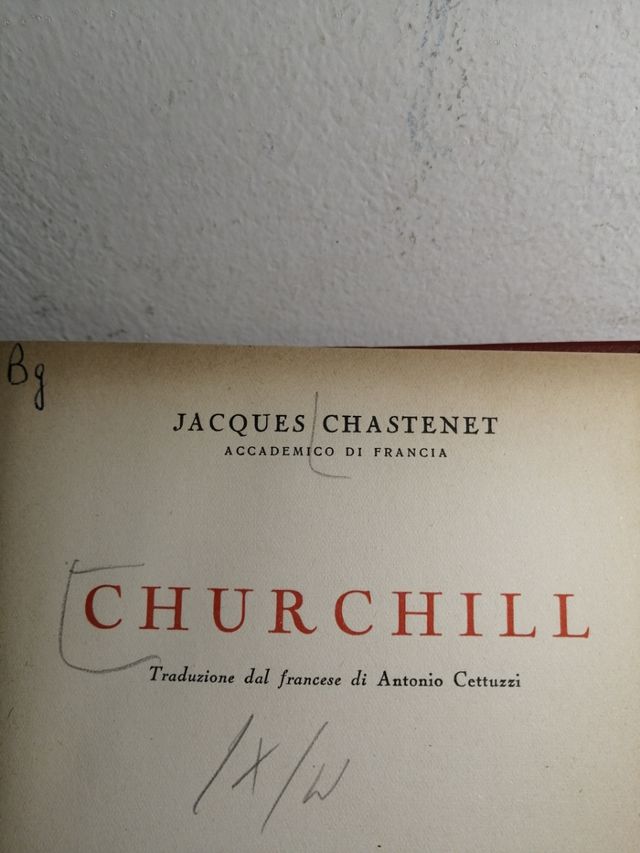 Bg
JACQUES CHASTENET
ACCADEMICO DI FRANCIA
CHURCHILL
Traduzione dal francese di Antonio Cettuzzi
/X/W